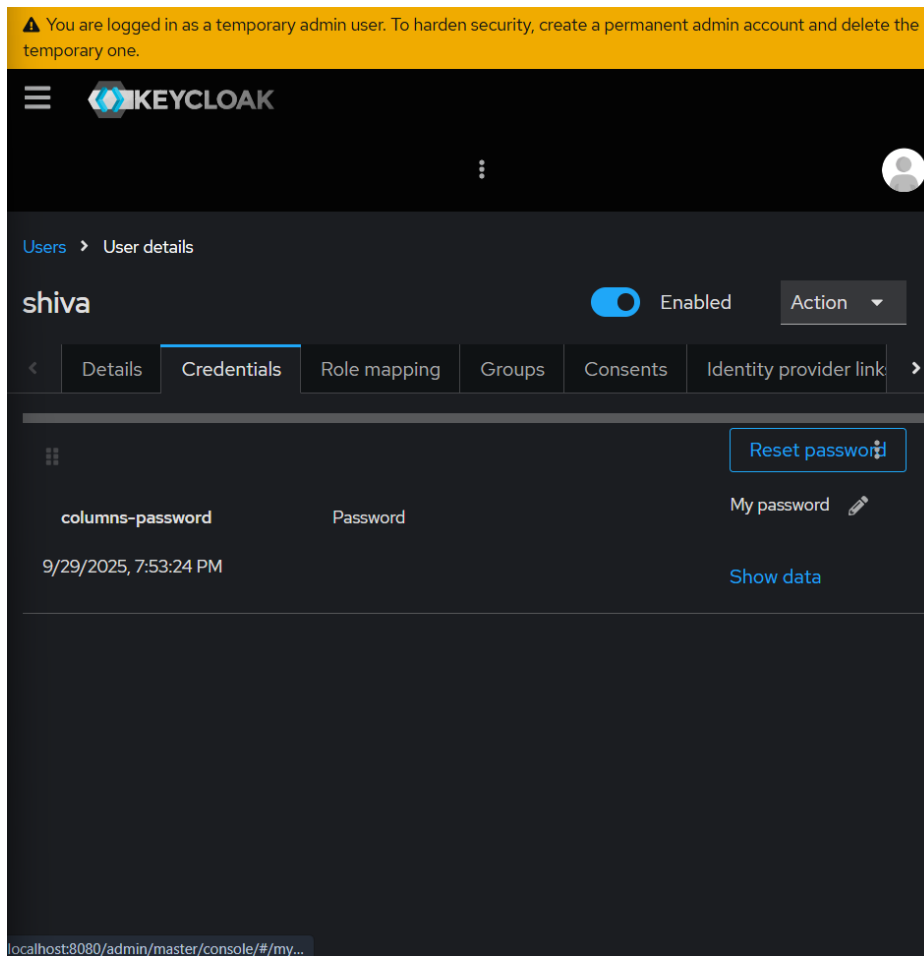 You are logged in as a temporary admin user. To harden security, create a permanent admin account and delete the
temporary one.
KEYCLOAK
Users > User details
shiva
Enabled
Action
Details
Credentials
Role mapping
Groups
Consents
Identity provider links
Reset password
columns-password
Password
My password
9/29/2025, 7:53:24 PM
Show data
localhost:8080/admin/master/console/#/my...